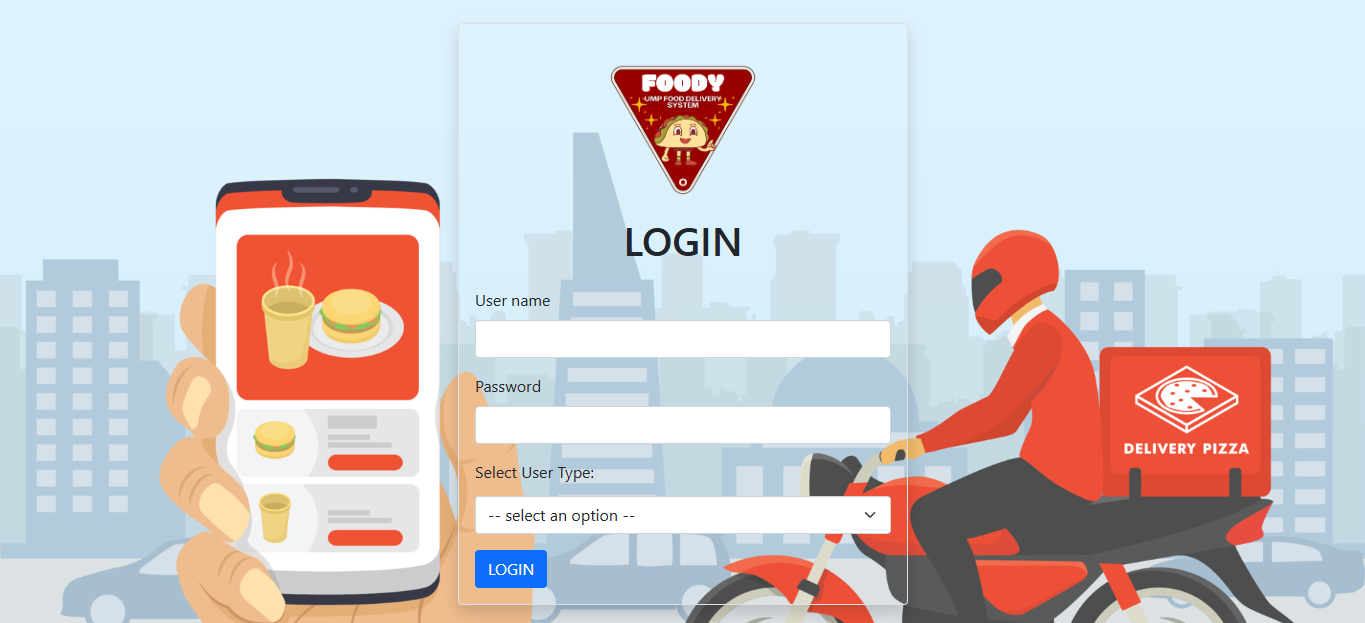 FOODY
UMP FOOD DELIVERY
SYSTEM
LOGIN
User name
Password
Select User Type:
-- select an option --
LOGIN
DELIVERY PIZZA